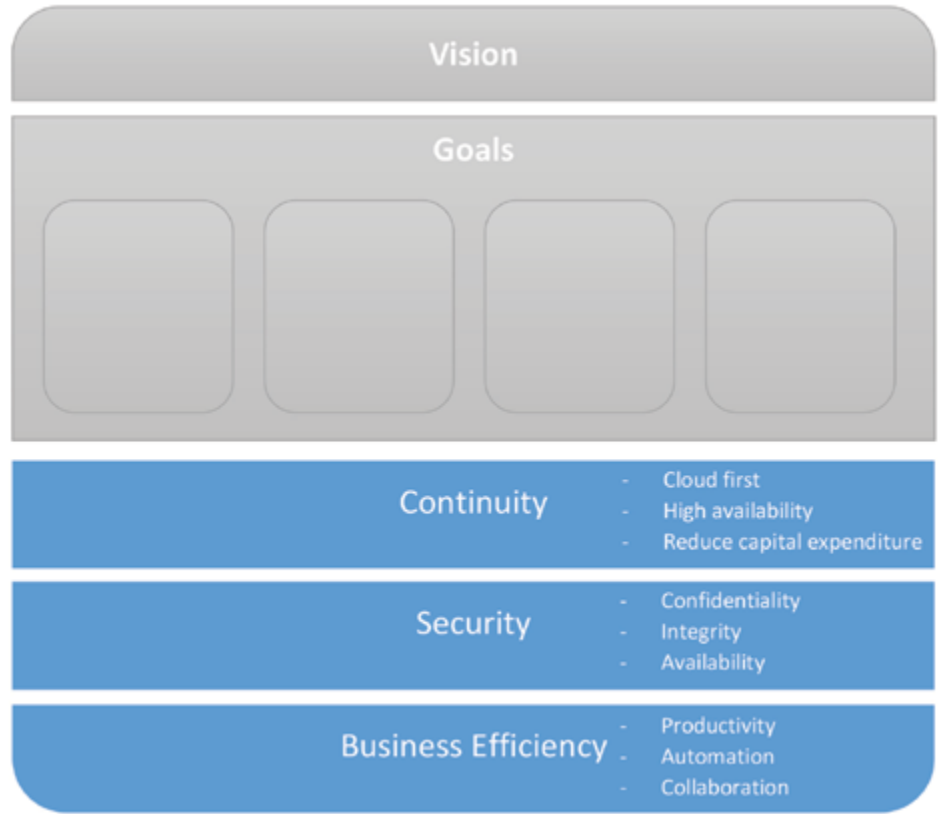 Vision
Goals
Continuity
- Cloud first
- High availability
- Reduce capital expenditure
Security
- Confidentiality
- Integrity
- Availability
Business Efficiency
- Productivity
- Automation
- Collaboration